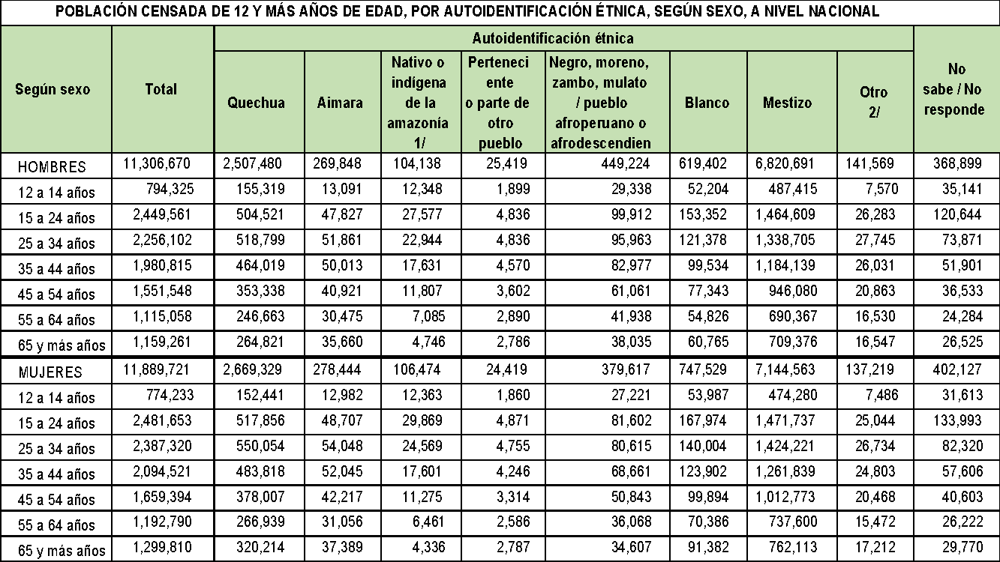 POBLACIÓN CENSADA DE 12 Y MÁS AÑOS DE EDAD, POR AUTOIDENTIFICACIÓN ÉTNICA, SEGÚN SEXO, A NIVEL NACIONAL
Según sexo Total Autoidentificación étnica No sabe / No responde
Quechua Aimara Nativo o indígena de la amazonía 1/ Perteneci ente o parte de otro pueblo Negro, moreno, zambo, mulato / pueblo afroperuano o afrodescendien Blanco Mestizo Otro 2/
HOMBRES 11,306,670 2,507,480 269,848 104,138 25,419 449,224 619,402 6,820,691 141,569 368,899
12 a 14 años 794,325 155,319 13,091 12,348 1,899 29,338 52,204 487,415 7,570 35,141
15 a 24 años 2,449,561 504,521 47,827 27,577 4,836 99,912 153,352 1,464,609 26,283 120,644
25 a 34 años 2,256,102 518,799 51,861 22,944 4,836 95,963 121,378 1,338,705 27,745 73,871
35 a 44 años 1,980,815 464,019 50,013 17,631 4,570 82,977 99,534 1,184,139 26,031 51,901
45 a 54 años 1,551,548 353,338 40,921 11,807 3,602 61,061 77,343 946,080 20,863 36,533
55 a 64 años 1,115,058 246,663 30,475 7,085 2,890 41,938 54,826 690,367 16,530 24,284
65 y más años 1,159,261 264,821 35,660 4,746 2,786 38,035 60,765 709,376 16,547 26,525
MUJERES 11,889,721 2,669,329 278,444 106,474 24,419 379,617 747,529 7,144,563 137,219 402,127
12 a 14 años 774,233 152,441 12,982 12,363 1,860 27,221 53,987 474,280 7,486 31,613
15 a 24 años 2,481,653 517,856 48,707 29,869 4,871 81,602 167,974 1,471,737 25,044 133,993
25 a 34 años 2,387,320 550,054 54,048 24,569 4,755 80,615 140,004 1,424,221 26,734 82,320
35 a 44 años 2,094,521 483,818 52,045 17,601 4,246 68,661 123,902 1,261,839 24,803 57,606
45 a 54 años 1,659,394 378,007 42,217 11,275 3,314 50,843 99,894 1,012,773 20,468 40,603
55 a 64 años 1,192,790 266,939 31,056 6,461 2,586 36,068 70,386 737,600 15,472 26,222
65 y más años 1,299,810 320,214 37,389 4,336 2,787 34,607 91,382 762,113 17,212 29,770